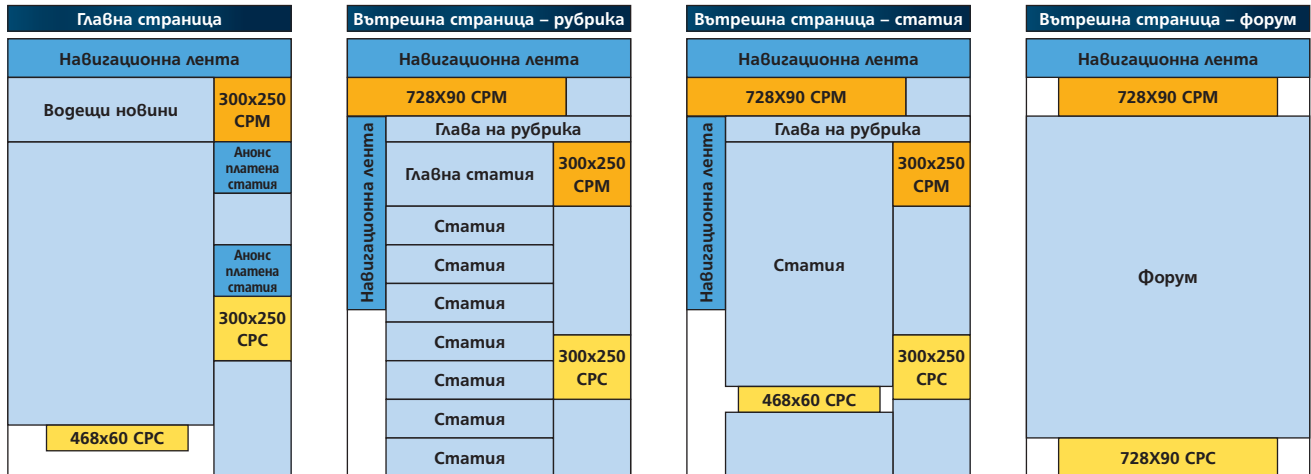 Главна страница
Навигационна лента
Водещи новини
300x250
CPM
Анонс
платена
статия
Анонс
платена
статия
300x250
CPC
468x60 CPC
Вътрешна страница – рубрика
Навигационна лента
728X90 CPM
Навигационна лента
Глава на рубрика
Главна статия
300x250
CPM
Статия
Статия
Статия
Статия
300x250
CPC
Статия
Статия
Статия
Вътрешна страница – статия
Навигационна лента
728X90 CPM
Навигационна лента
Глава на рубрика
300x250
CPM
Статия
300x250
CPC
468x60 CPC
Вътрешна страница – форум
Навигационна лента
728X90 CPM
Форум
728X90 CPC